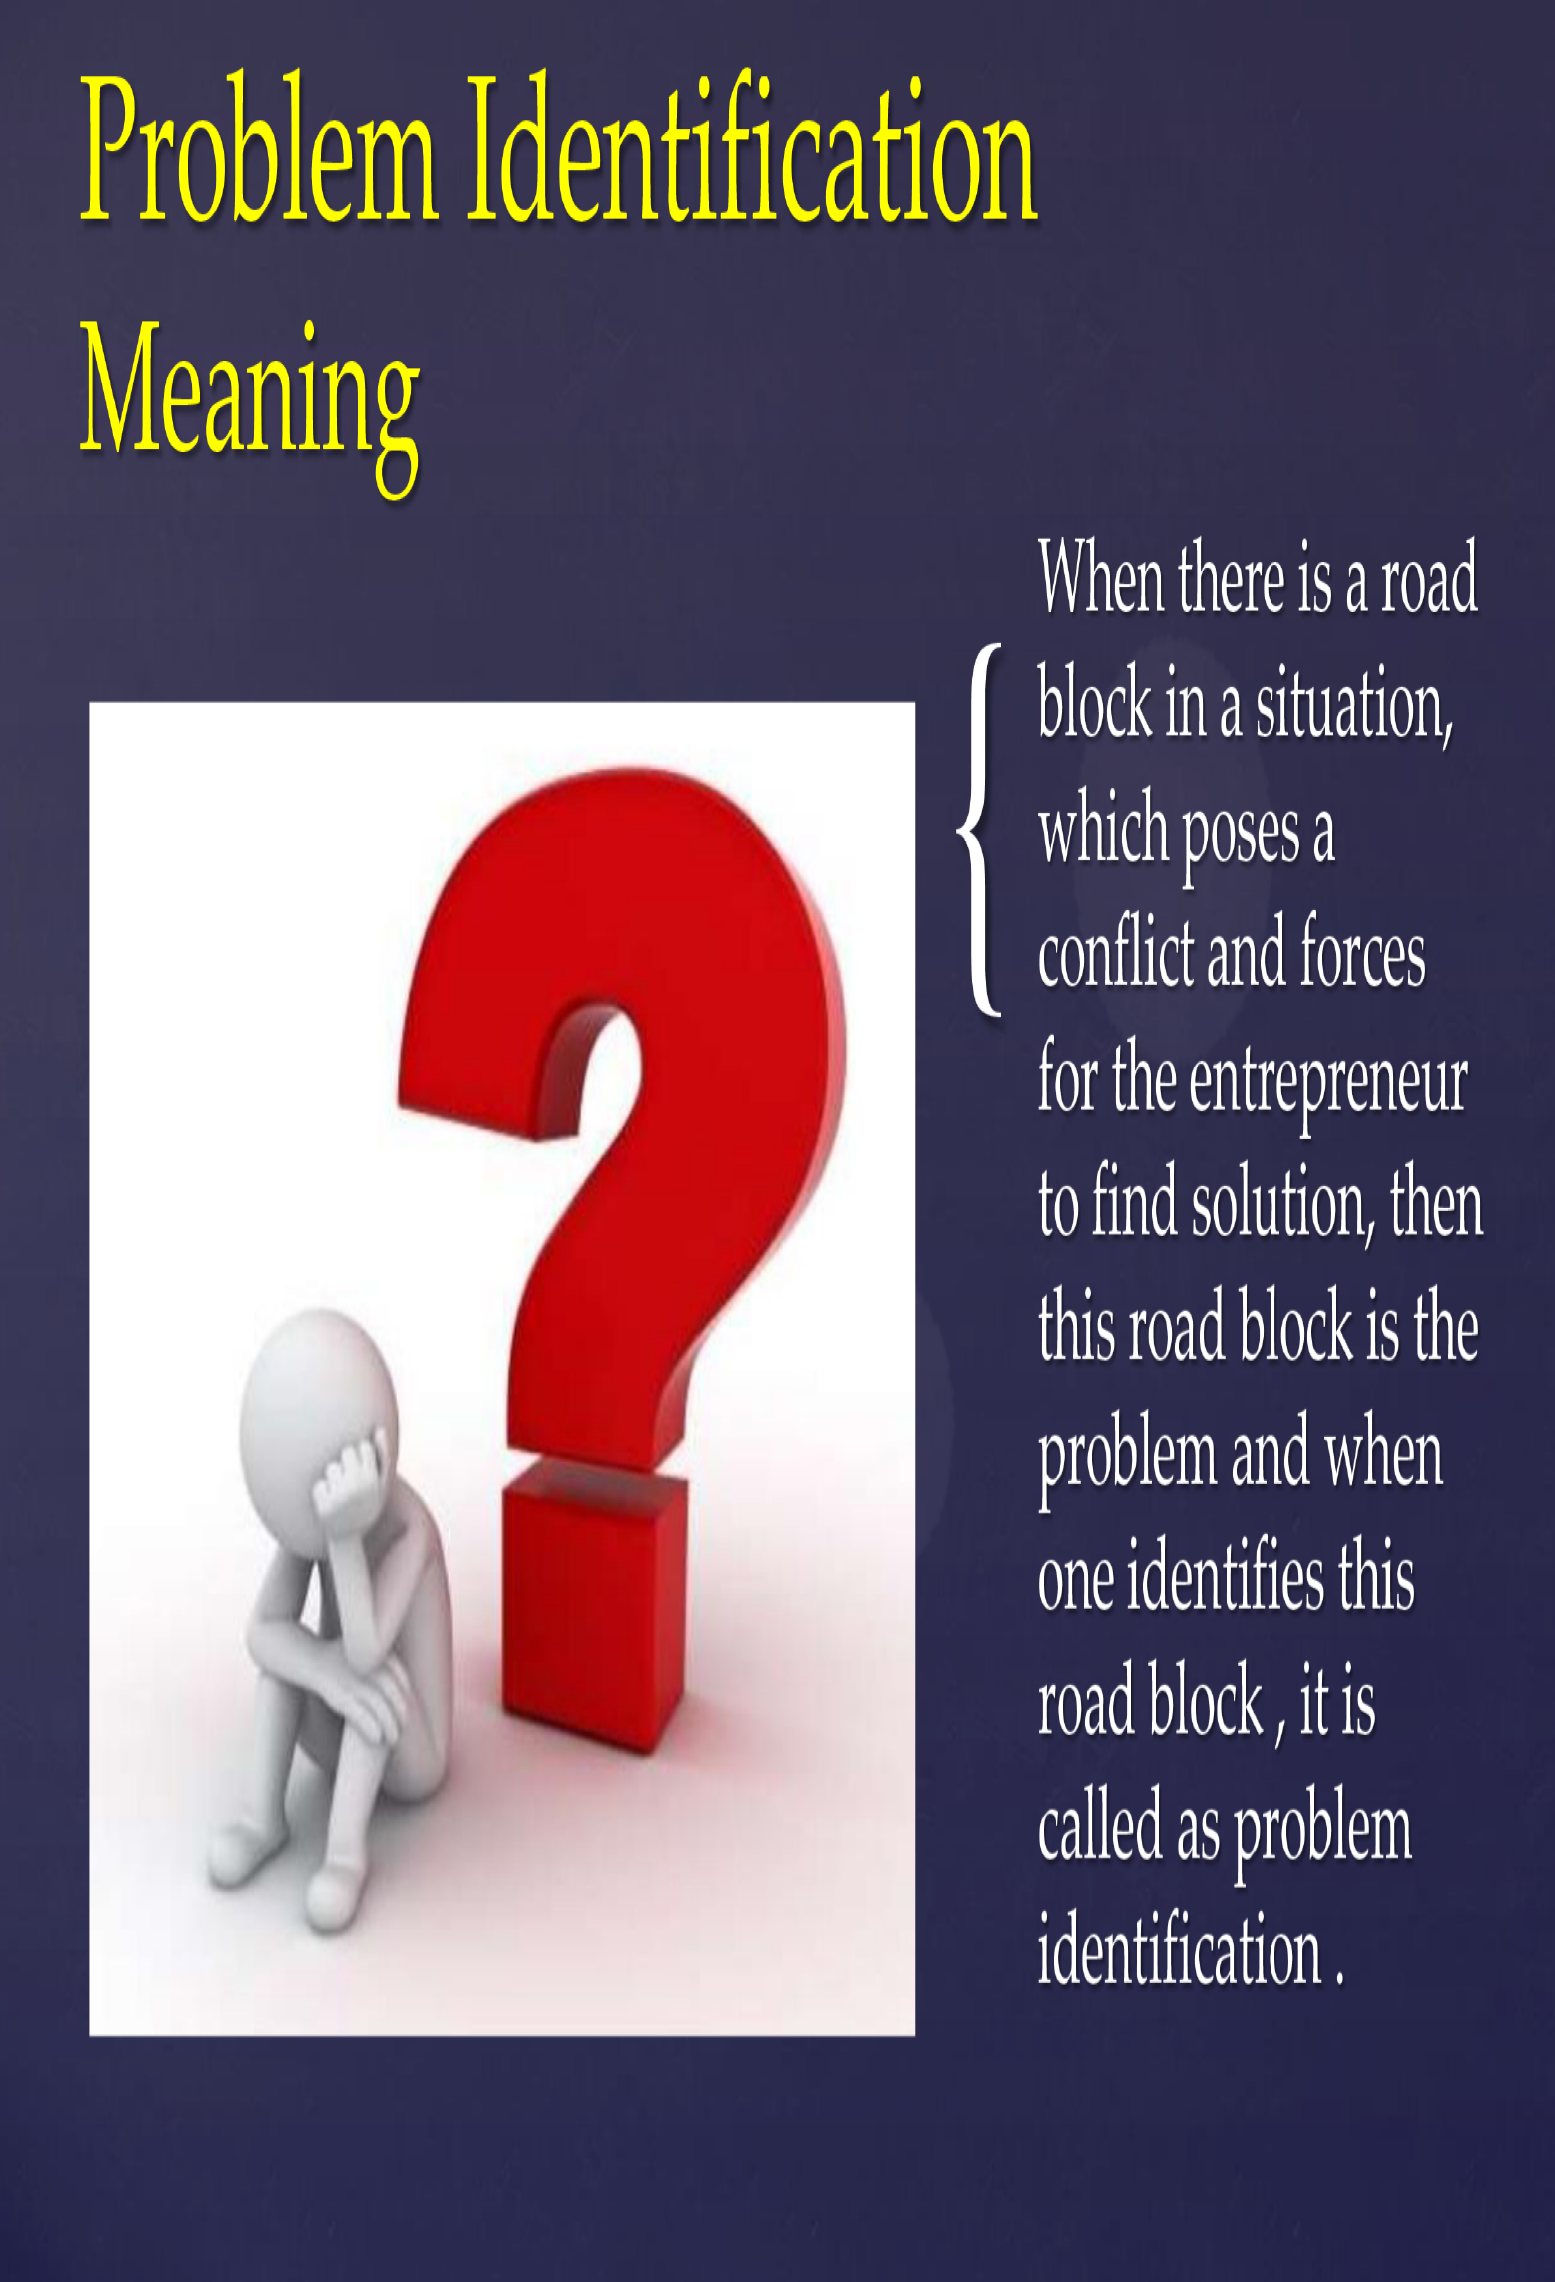 Problem Identification
Meaning
When there is a road
block in a situation,
which poses a
conflict and forces
for the entrepreneur
to find solution, then
this road block is the
problem and when
one identifies this
road block , it is
called as problem
identification .